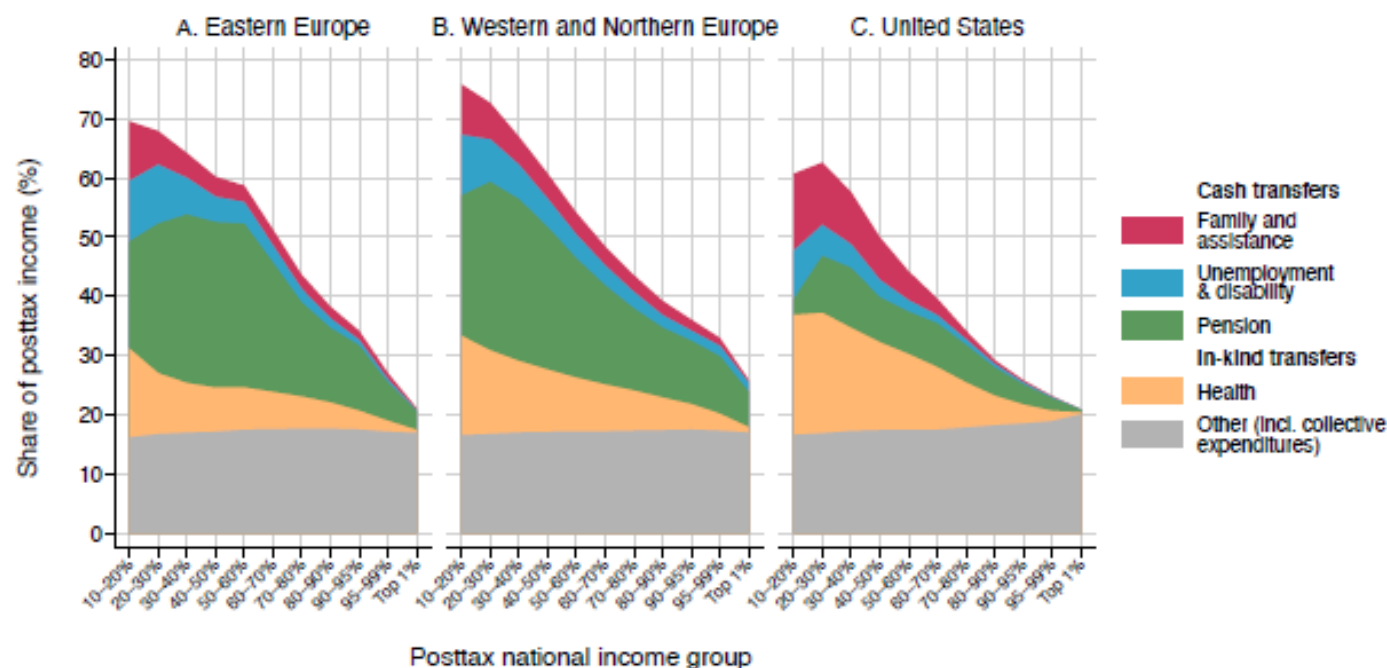 A. Eastern Europe
B. Western and Northern Europe
C. United States
Share of posttax income (%)
80
70
60
50
40
30
20
10
0
10–20%
20–30%
30–40%
40–50%
50–60%
60–70%
70–80%
80–90%
90–95%
95–99%
Top 1%
10–20%
20–30%
30–40%
40–50%
50–60%
60–70%
70–80%
80–90%
90–95%
95–99%
Top 1%
10–20%
20–30%
30–40%
40–50%
50–60%
60–70%
70–80%
80–90%
90–95%
95–99%
Top 1%
Posttax national income group
Cash transfers
Family and
assistance
Unemployment
& disability
Pension
In-kind transfers
Health
Other (incl. collective
expenditures)